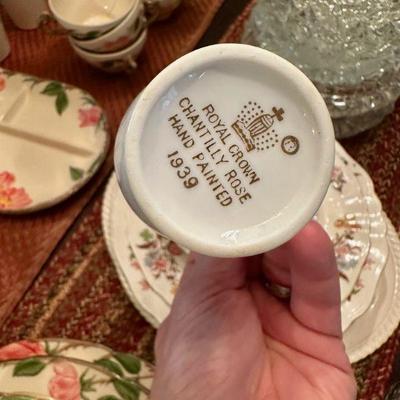 ROYAL CROWN
CHANTILLY ROSE
HAND PAINTED
1939